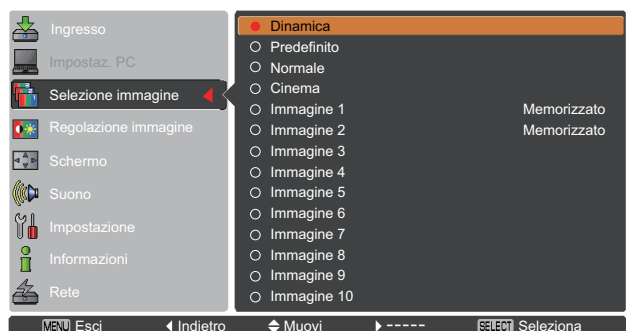 Ingresso
Impostaz. PC
Selezione immagine
Regolazione immagine
Schermo
Suono
Impostazione
Informazioni
Rete
Dinamica
Predefinito
Normale
Cinema
Immagine 1 Memorizzato
Immagine 2 Memorizzato
Immagine 3
Immagine 4
Immagine 5
Immagine 6
Immagine 7
Immagine 8
Immagine 9
Immagine 10
MENU Esci Indietro Muovi ----- SELECT Seleziona